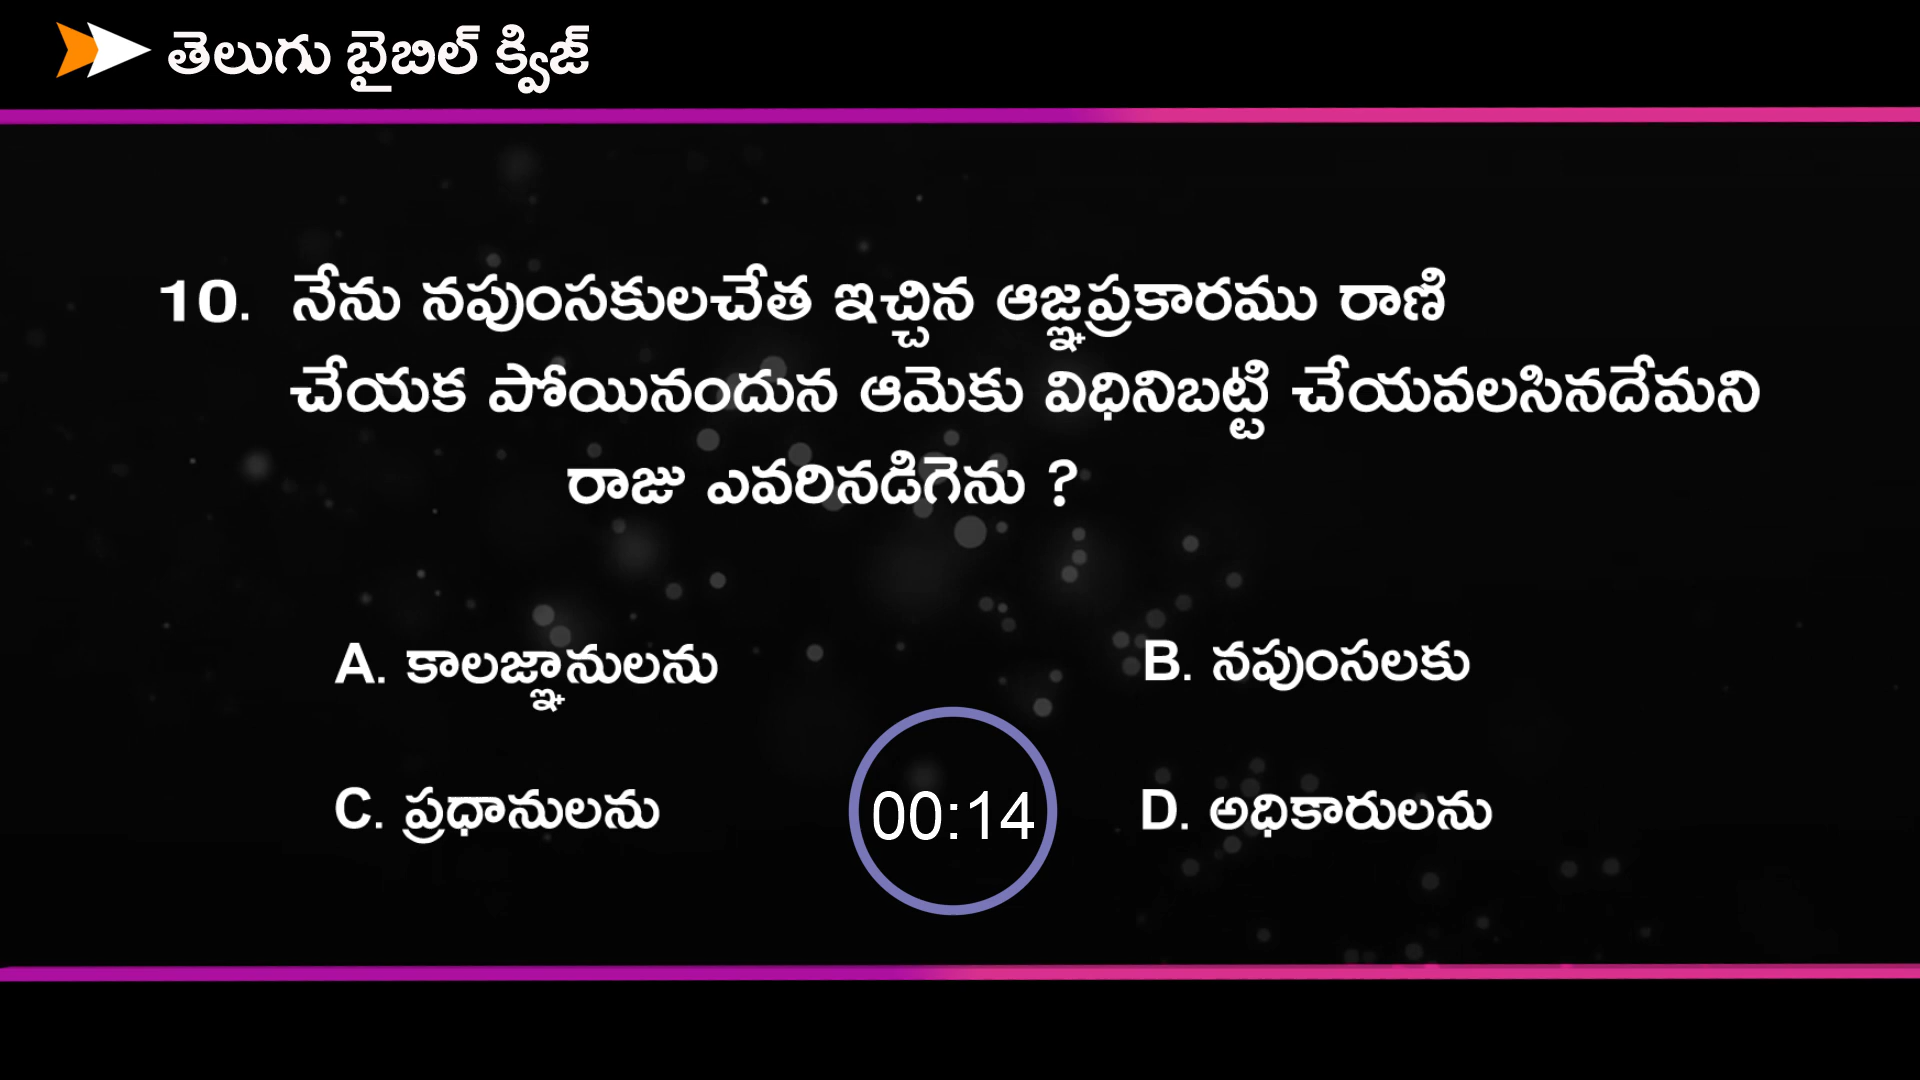 తెలుగు బైబిల్ క్విజ్
10. నేను నపుంసకులచేత ఇచ్చిన ఆజ్ఞప్రకారము రాణి
చేయక పోయినందున ఆమెకు విధినిబట్టి చేయవలసినదేమని
రాజు ఎవరినడిగెను ?
A. కాలజ్ఞానులను
B. నపుంసలకు
C. ప్రధానులను
00:14
D. అధికారులను